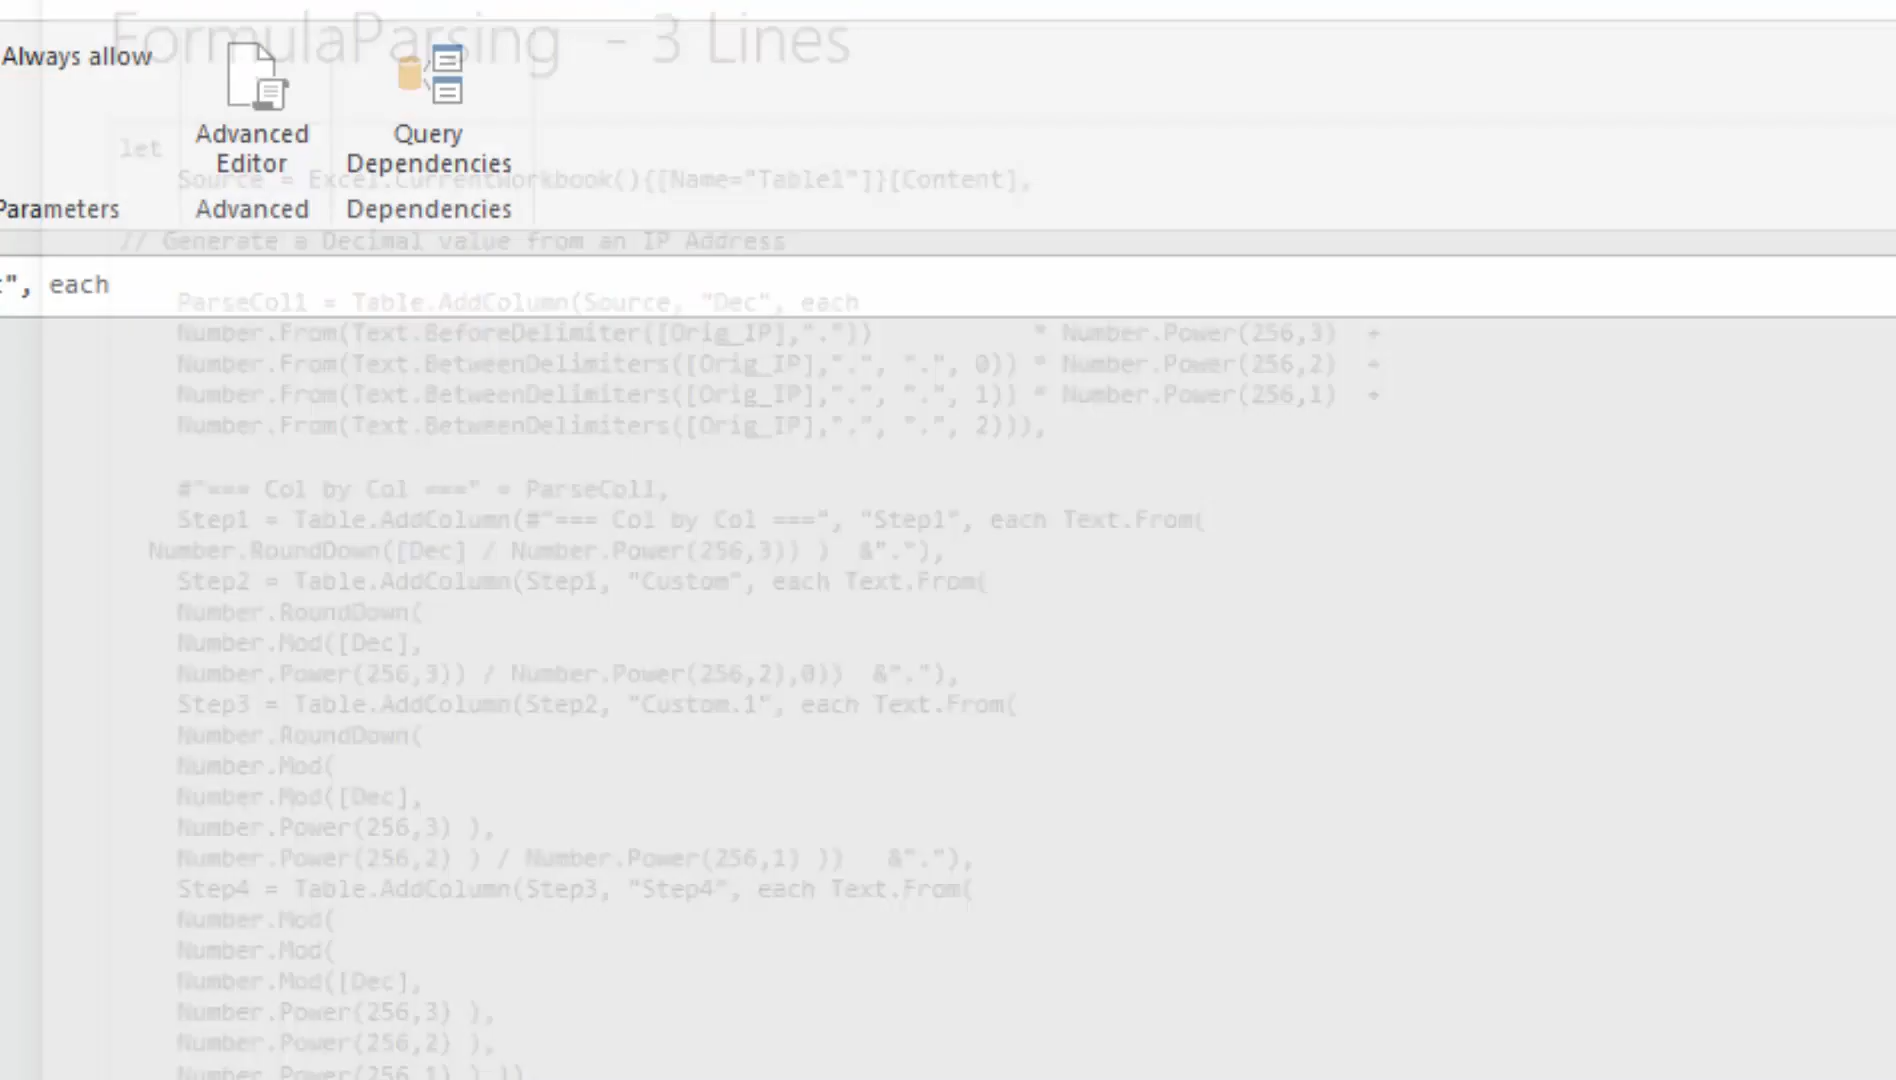 FormulaParsing - 3 Lines
Always allow
Advanced
Editor
Query
Dependencies
Parameters
Advanced
Dependencies
let
Source = Excel.CurrentWorkbook(){[Name="Table1"]}[Content],
// Generate a Decimal value from an IP Address
", each
ParseCol1 = Table.AddColumn(Source, "Dec", each
Number.From(Text.BeforeDelimiter([Orig_IP],".")) * Number.Power(256,3) +
Number.From(Text.BetweenDelimiters([Orig_IP],".", ".", 0)) * Number.Power(256,2) +
Number.From(Text.BetweenDelimiters([Orig_IP],".", ".", 1)) * Number.Power(256,1) +
Number.From(Text.BetweenDelimiters([Orig_IP],".", ".", 2))),
#"=== Col by Col ===" = ParseCol1,
Step1 = Table.AddColumn(#"=== Col by Col ===", "Step1", each Text.From(
Number.RoundDown([Dec] / Number.Power(256,3)) ) &"."),
Step2 = Table.AddColumn(Step1, "Custom", each Text.From(
Number.RoundDown(
Number.Mod([Dec],
Number.Power(256,3)) / Number.Power(256,2),0)) &"."),
Step3 = Table.AddColumn(Step2, "Custom.1", each Text.From(
Number.RoundDown(
Number.Mod(
Number.Mod([Dec],
Number.Power(256,3) ),
Number.Power(256,2) ) / Number.Power(256,1) )) &"."),
Step4 = Table.AddColumn(Step3, "Step4", each Text.From(
Number.Mod(
Number.Mod(
Number.Mod([Dec],
Number.Power(256,3) ),
Number.Power(256,2) ),
Number.Power(256,1) ) ))